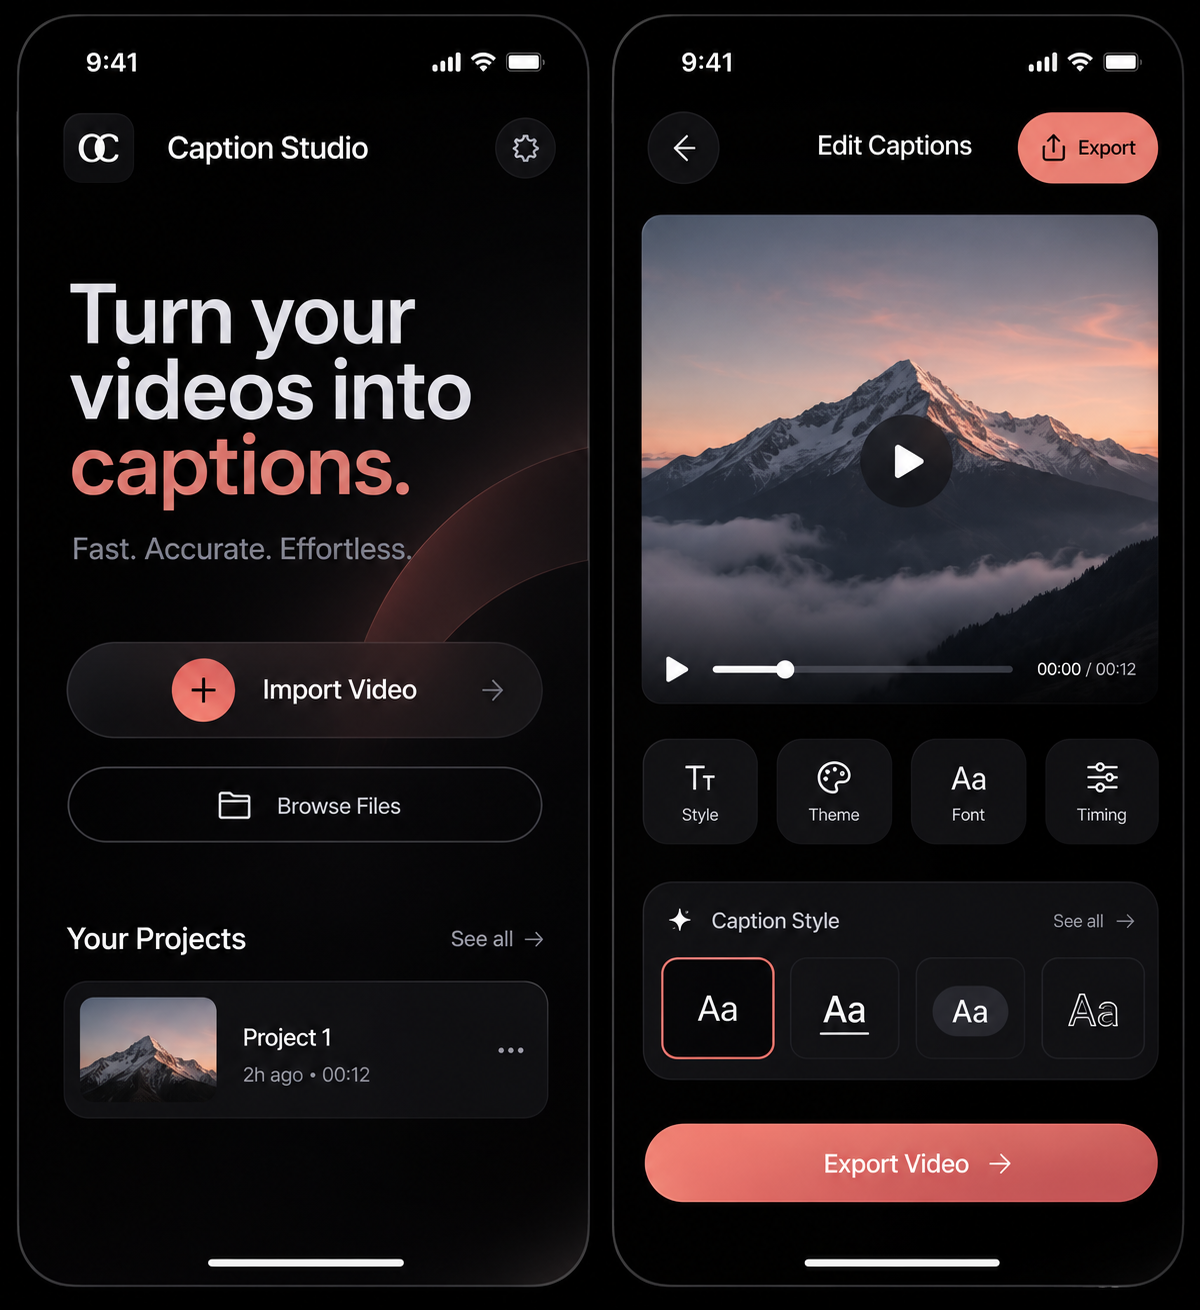 9:41
CC Caption Studio
Turn your
videos into
captions.
Fast. Accurate. Effortless.
Import Video
Browse Files
Your Projects
See all
Project 1
2h ago • 00:12
9:41
Edit Captions
Export
00:00 / 00:12
Style
Theme
Font
Timing
Caption Style
See all
Aa
Aa
Aa
Aa
Export Video